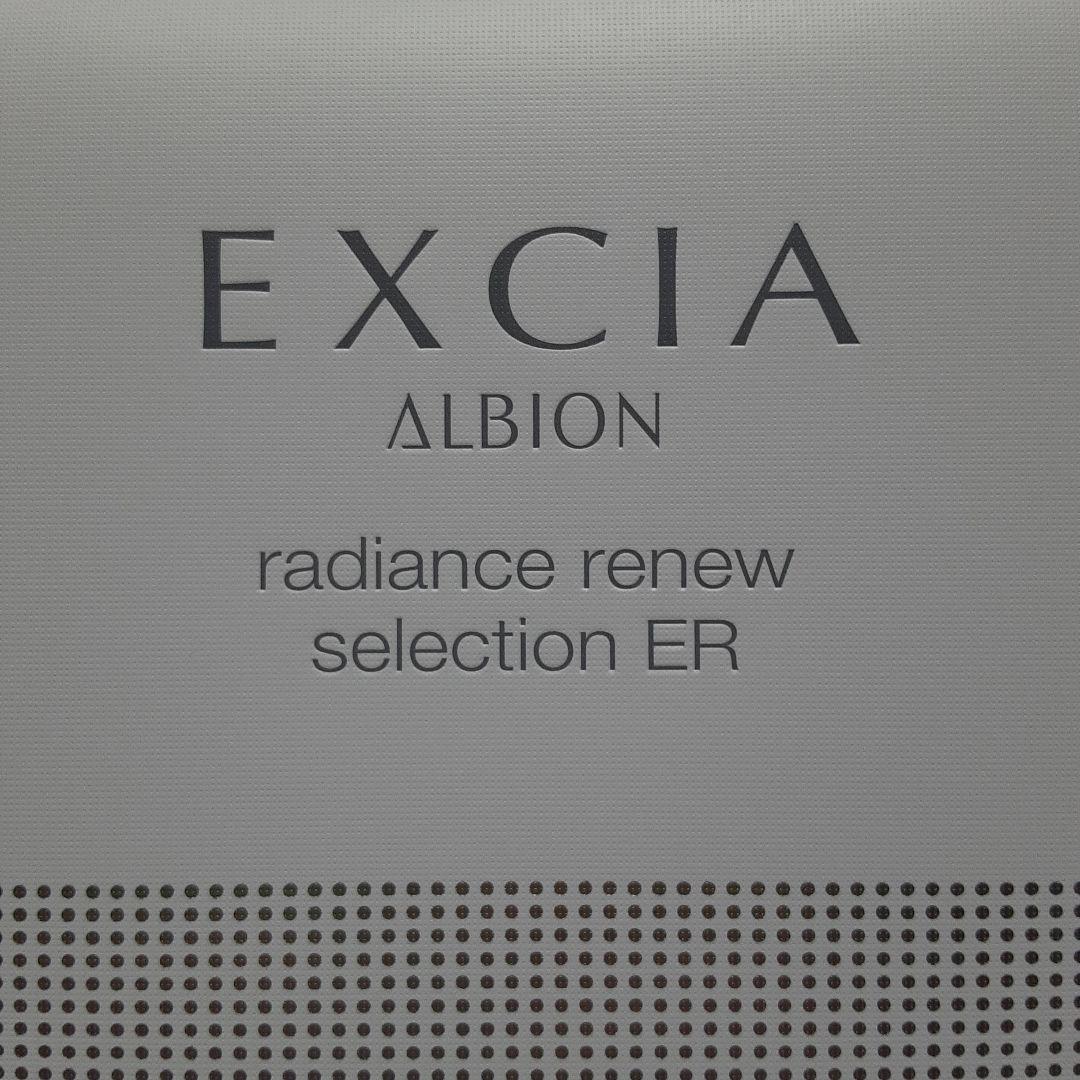 EXCIA
ALBION
radiance renew
selection ER